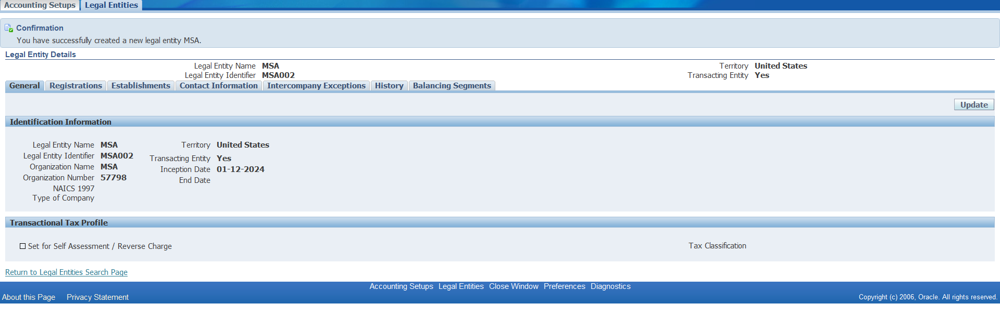 Accounting Setups Legal Entities
Confirmation
You have successfully created a new legal entity MSA.
Legal Entity Details
Legal Entity Name MSA Territory United States
Legal Entity Identifier MSA002 Transacting Entity Yes
General Registrations Establishments Contact Information Intercompany Exceptions History Balancing Segments
Update
Identification Information
Legal Entity Name MSA Territory United States
Legal Entity Identifier MSA002 Transacting Entity Yes
Organization Name MSA Inception Date 01-12-2024
Organization Number 57798 End Date
NAICS 1997
Type of Company
Transactional Tax Profile
Set for Self Assessment / Reverse Charge Tax Classification
Return to Legal Entities Search Page
Accounting Setups Legal Entities Close Window Preferences Diagnostics
About this Page Privacy Statement Copyright (c) 2006, Oracle. All rights reserved.